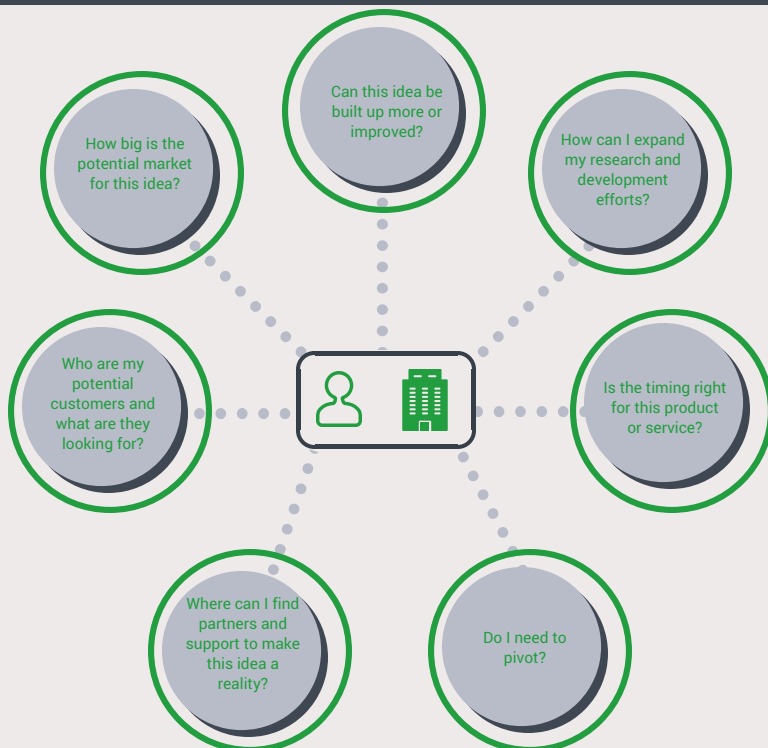 Can this idea be
built up more or
improved?
How big is the
potential market
for this idea?
How can I expand
my research and
development
efforts?
Who are my
potential
customers and
what are they
looking for?
Is the timing right
for this product
or service?
Where can I find
partners and
support to make
this idea a
reality?
Do I need to
pivot?